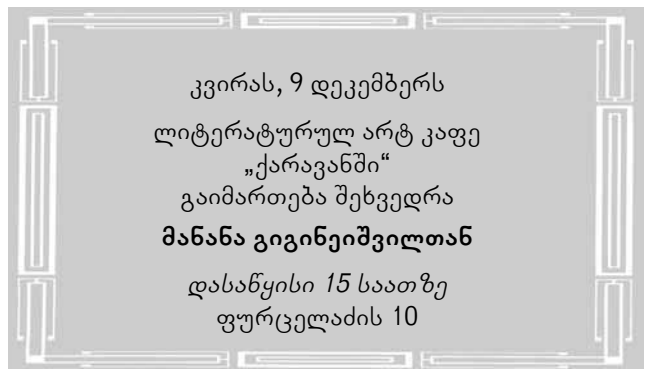 კვირას, 9 დეკემბერს
ლიტერატურულ არტ კაფე
„ქარავანში“
გაიმართება შეხვედრა
მანანა გიგინეიშვილთან
დასაწყისი 15 საათზე
ფურცელაძის 10